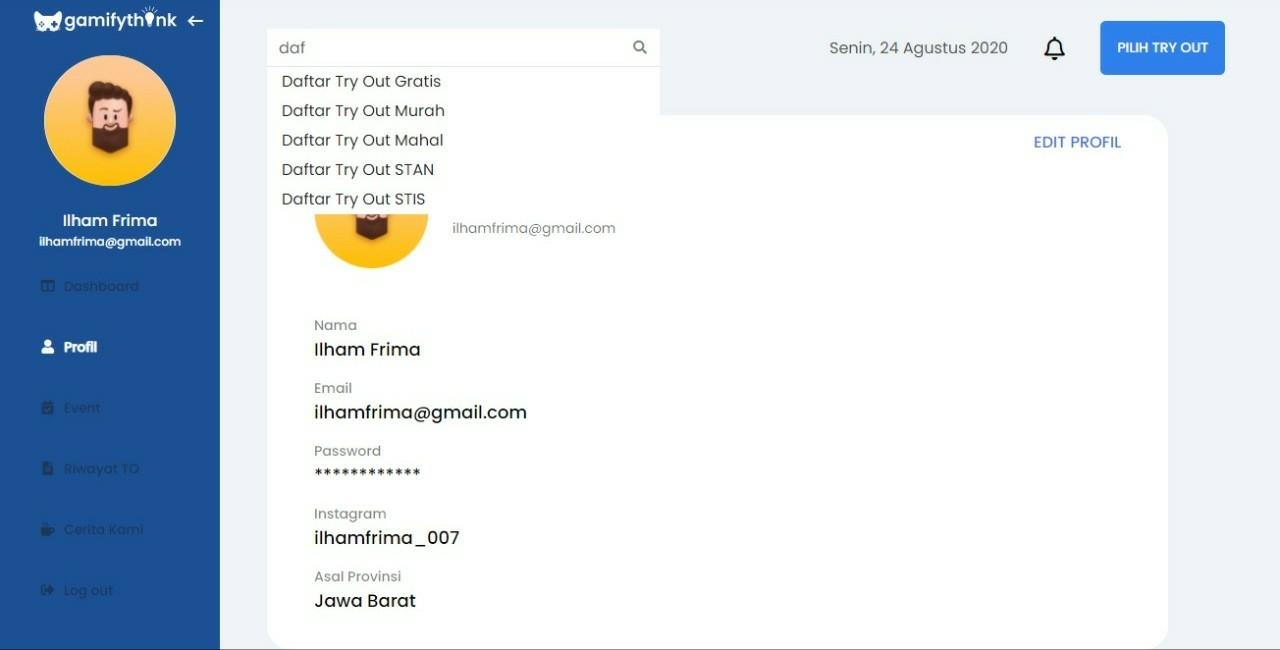 gamifythink
Ilham Frima
ilhamfrima@gmail.com
Dashboard
Profil
Event
Riwayat TO
Cerita Kami
Log out
daf
Daftar Try Out Gratis
Daftar Try Out Murah
Daftar Try Out Mahal
Daftar Try Out STAN
Daftar Try Out STIS
Senin, 24 Agustus 2020
PILIH TRY OUT
EDIT PROFIL
ilhamfrima@gmail.com
Nama
Ilham Frima
Email
ilhamfrima@gmail.com
Password
************
Instagram
ilhamfrima_007
Asal Provinsi
Jawa Barat